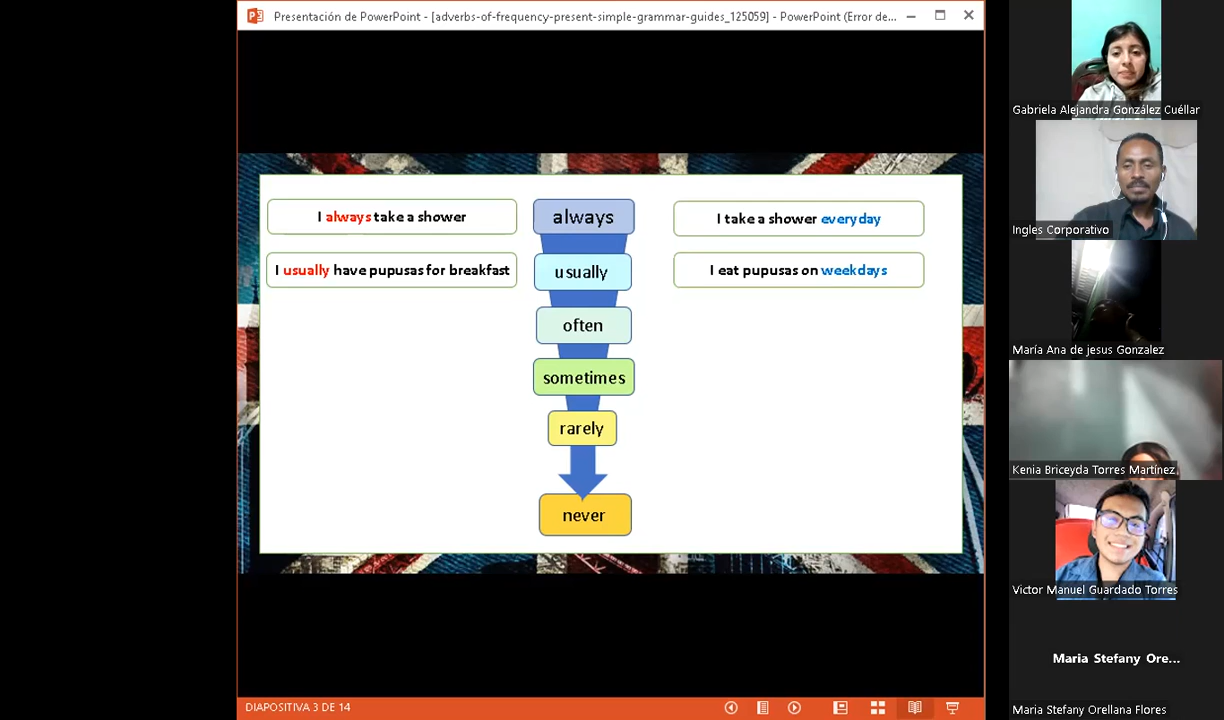 Presentación de PowerPoint - [adverbs-of-frequency-present-simple-grammar-guides_125059] - PowerPoint (Error de...
I always take a shower
always
I take a shower everyday
I usually have pupusas for breakfast
usually
I eat pupusas on weekdays
often
sometimes
rarely
never
DIAPOSITIVA 3 DE 14
Gabriela Alejandra González Cuéllar
Ingles Corporativo
María Ana de jesus Gonzalez
Kenia Briceyda Torres Martínez
Victor Manuel Guardado Torres
Maria Stefany Ore...
Maria Stefany Orellana Flores